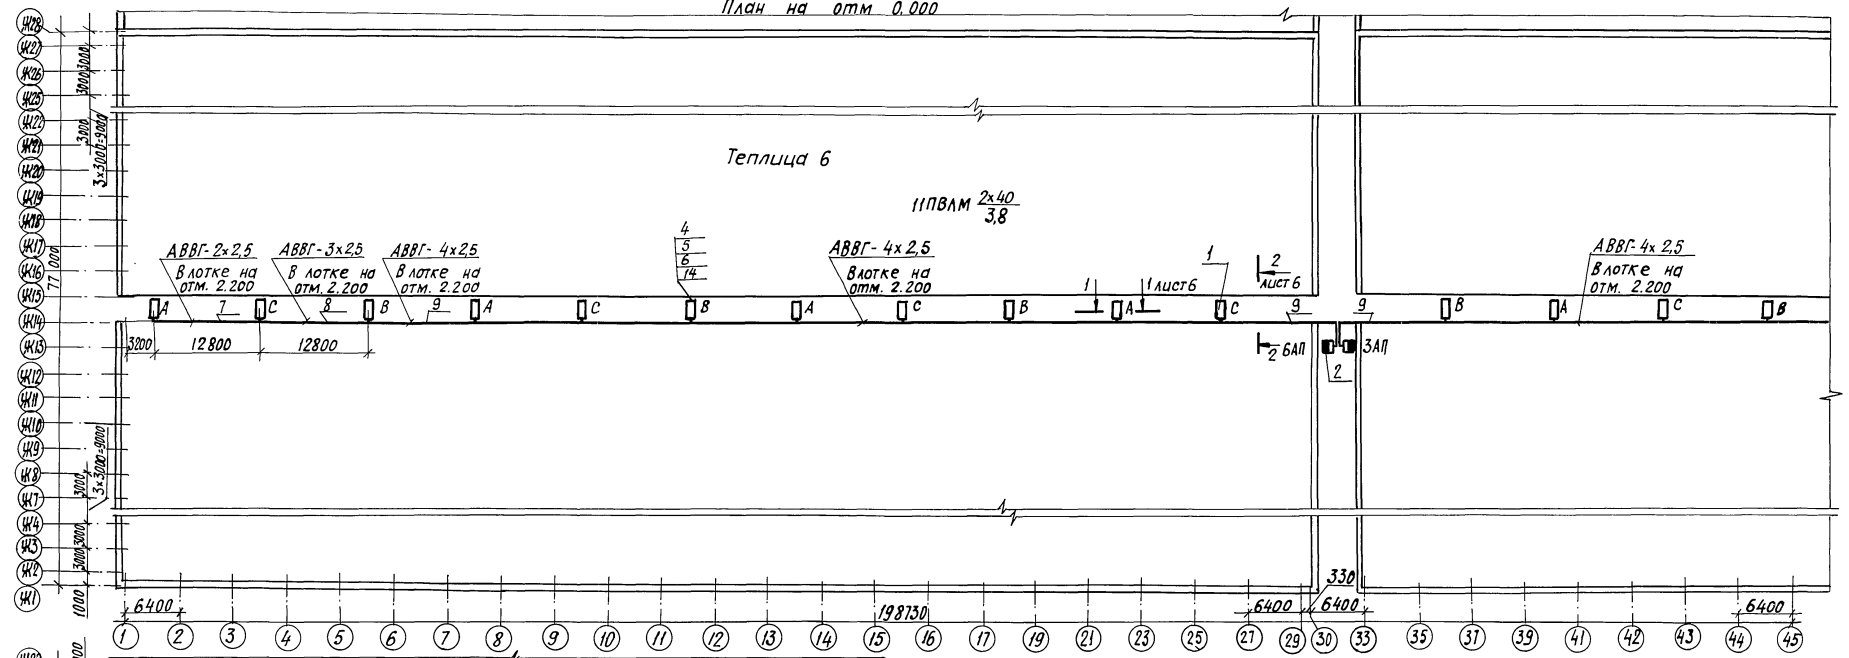 План на отм 0.000
Ж28
Ж27
Ж26
Ж25
Ж22
Ж21
Ж20
Ж19
Ж18
Ж17
Ж16
Ж15
Ж14
Ж13
Ж12
Ж11
Ж10
Ж9
Ж8
Ж7
Ж4
Ж3
Ж2
Ж1
77 000
3000
3000
3000
3х3000=9000
3х3000=9000
3000
3000
3000
1000
Теплица 6
11ПВЛМ 2х40
3,8
АВВГ-2х2,5
В лотке на
отм. 2.200
АВВГ-3х2,5
В лотке на
отм. 2.200
АВВГ-4х2,5
В лотке на
отм. 2.200
4
5
6
14
АВВГ-4х2,5
В лотке на
отм. 2.200
1
2
лист 6
АВВГ-4х2,5
В лотке на
отм. 2.200
A 7 C 8 B 9 A C B A C B 1 A 1 лист 6 C 9 9 B A C B
3200 12800 12800
2 6АП 3АП
2
330
6400 198730 6400 6400 6400
1 2 3 4 5 6 7 8 9 10 11 12 13 14 15 16 17 19 21 23 25 27 29 30 33 35 37 39 41 42 43 44 45